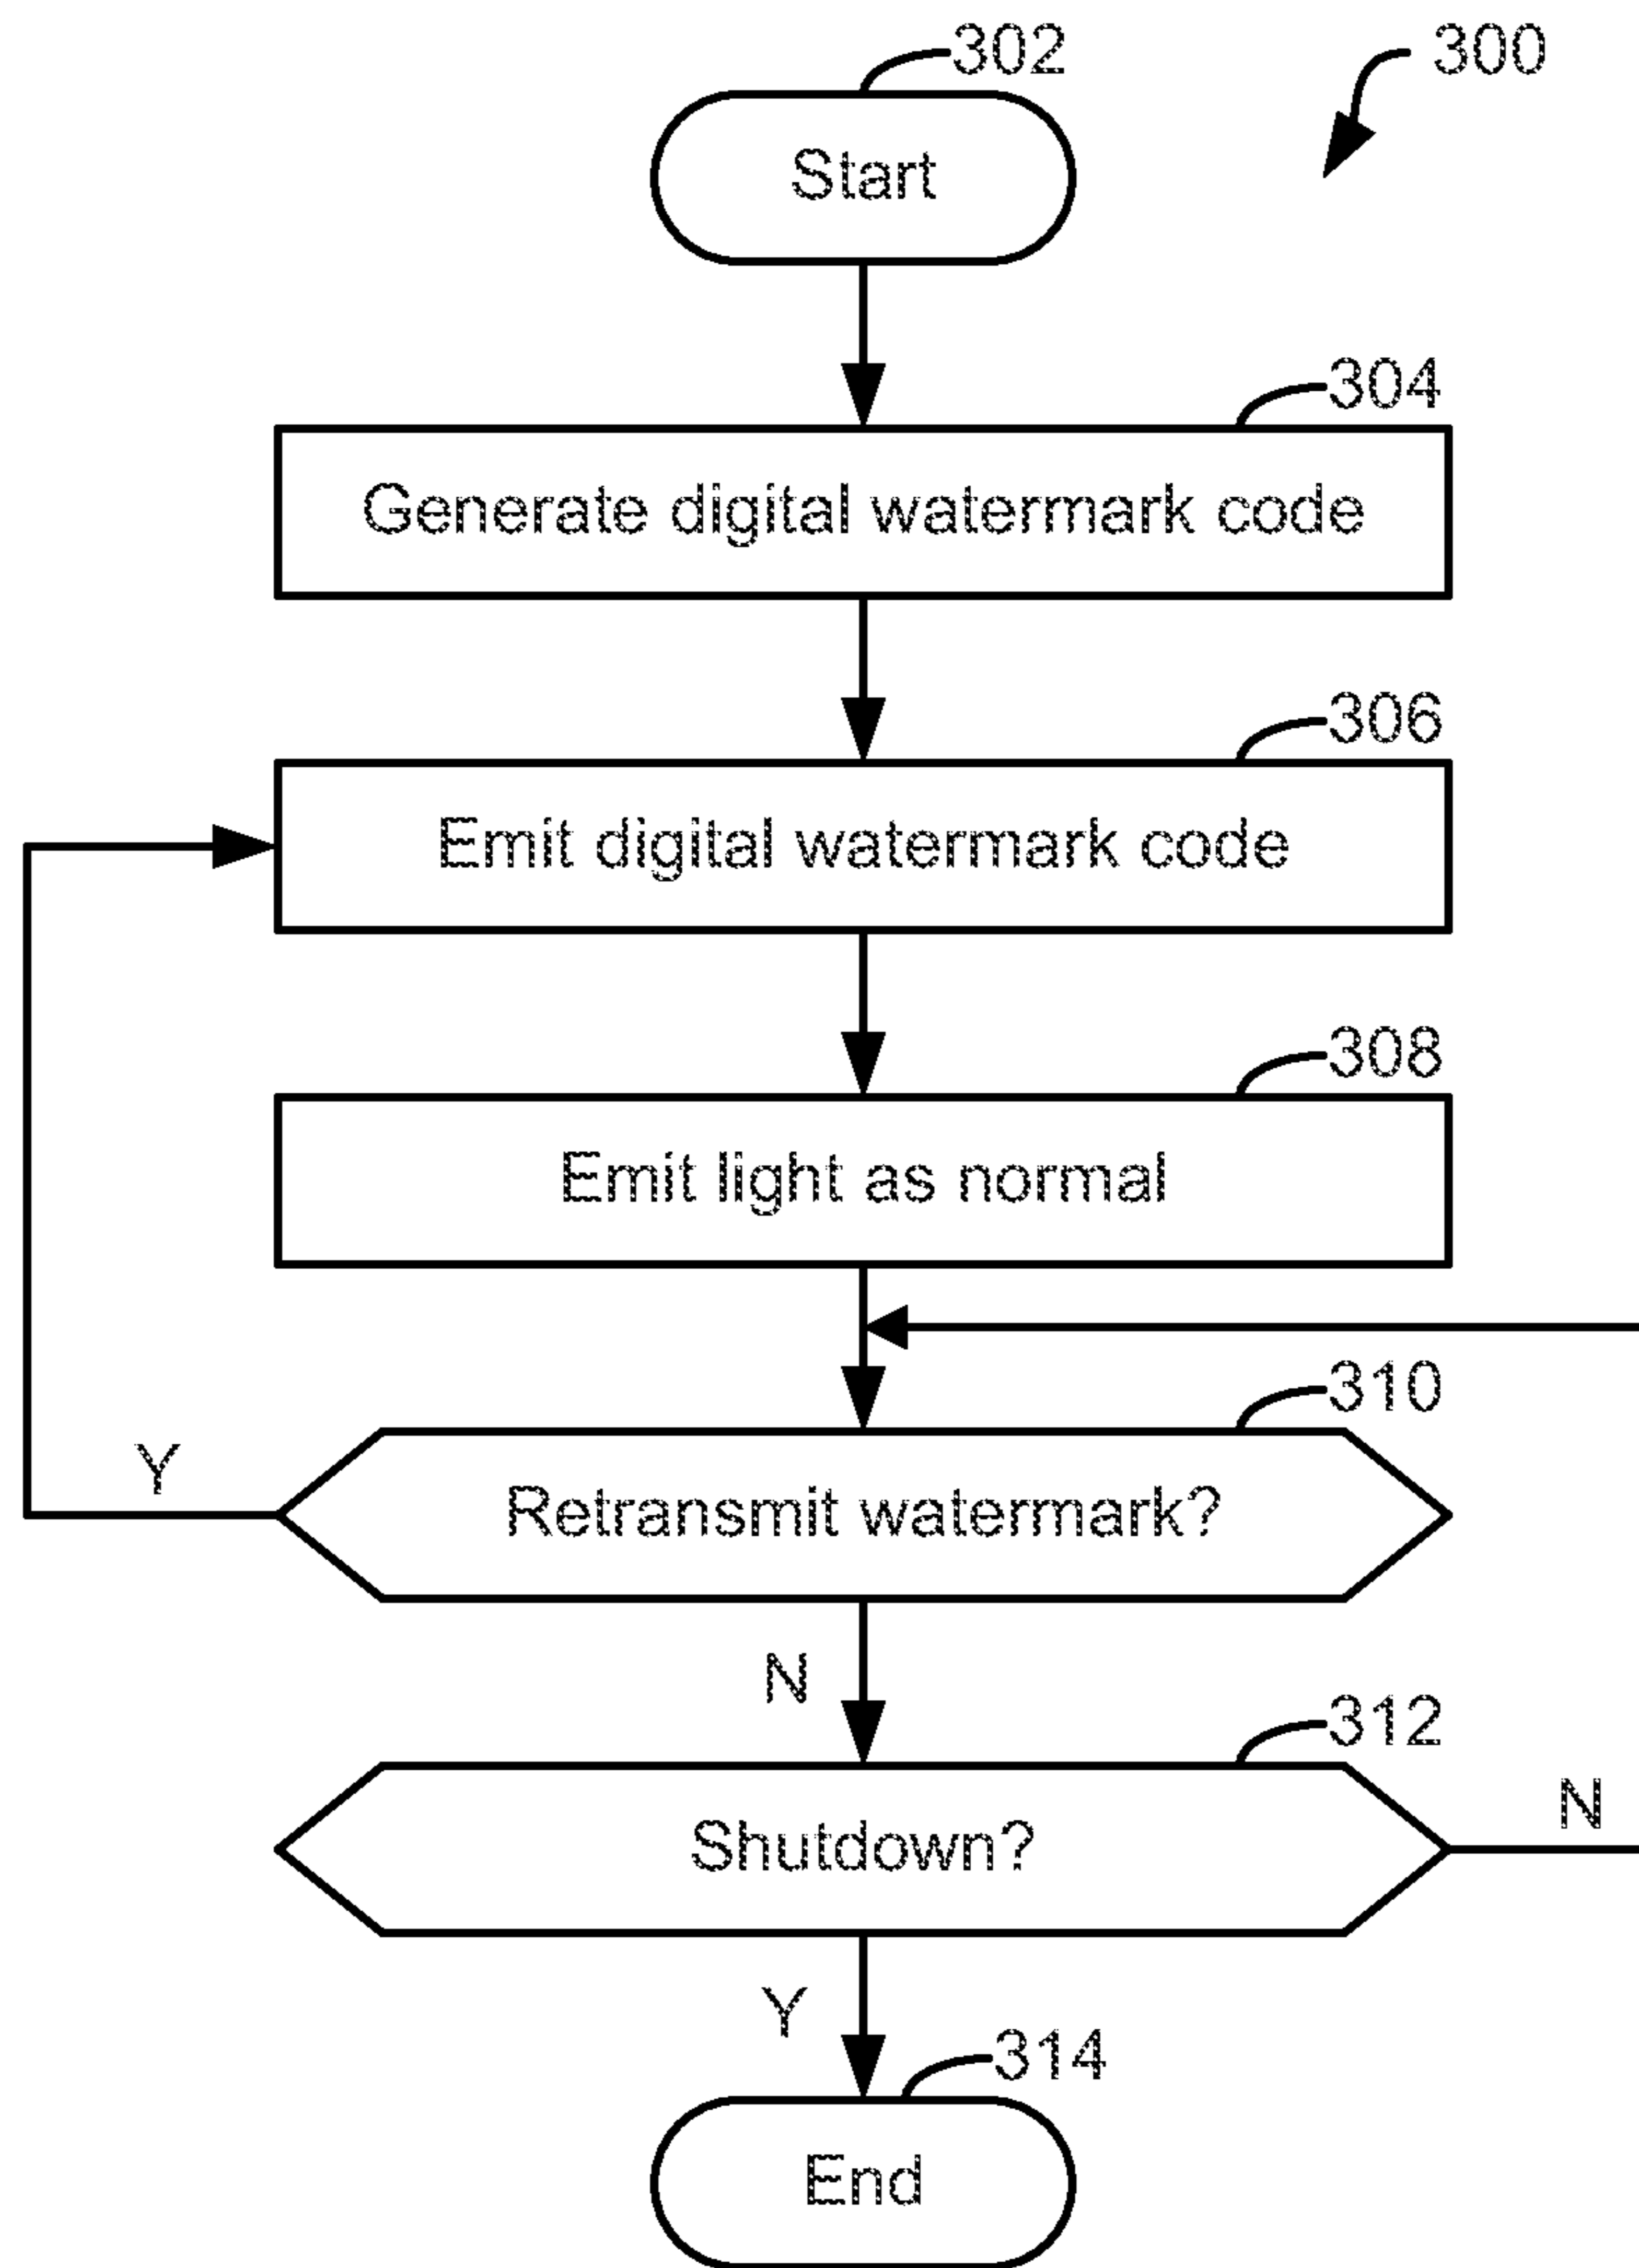 302
300
Start
304
Generate digital watermark code
306
Emit digital watermark code
308
Emit light as normal
310
Y
Retransmit watermark?
N
312
N
Shutdown?
Y
314
End